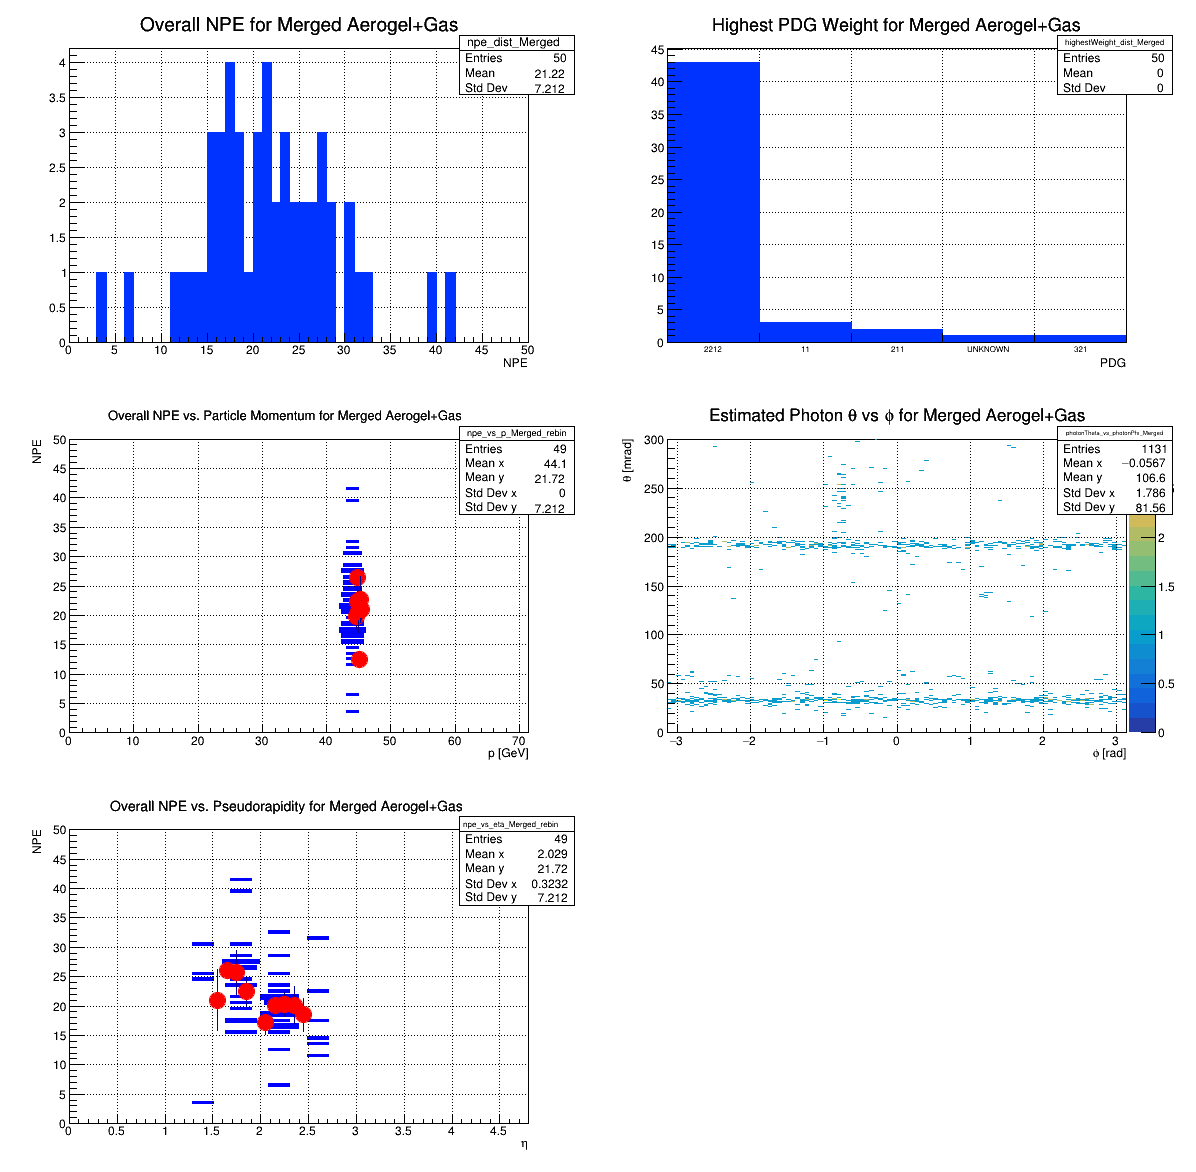 Overall NPE for Merged Aerogel+Gas
npe_dist_Merged
Entries 50
Mean 21.22
Std Dev 7.212
4
3.5
3
2.5
2
1.5
1
0.5
0
0 5 10 15 20 25 30 35 40 45 50
NPE
Highest PDG Weight for Merged Aerogel+Gas
highestWeight_dist_Merged
Entries 50
Mean 0
Std Dev 0
45
40
35
30
25
20
15
10
5
0
2212 11 211 UNKNOWN 321
PDG
Overall NPE vs. Particle Momentum for Merged Aerogel+Gas
npe_vs_p_Merged_rebin
Entries 49
Mean x 44.1
Mean y 21.72
Std Dev x 0
Std Dev y 7.212
NPE
50
45
40
35
30
25
20
15
10
5
0
0 10 20 30 40 50 60 70
p [GeV]
Estimated Photon θ vs ϕ for Merged Aerogel+Gas
photonTheta_vs_photonPhi_Merged
Entries 1131
Mean x −0.0567
Mean y 106.6
Std Dev x 1.786
Std Dev y 81.56
θ [mrad]
300
250
200
150
100
50
0
−3 −2 −1 0 1 2 3
ϕ [rad]
2
1.5
1
0.5
0
Overall NPE vs. Pseudorapidity for Merged Aerogel+Gas
npe_vs_eta_Merged_rebin
Entries 49
Mean x 2.029
Mean y 21.72
Std Dev x 0.3232
Std Dev y 7.212
NPE
50
45
40
35
30
25
20
15
10
5
0
0 0.5 1 1.5 2 2.5 3 3.5 4 4.5
η